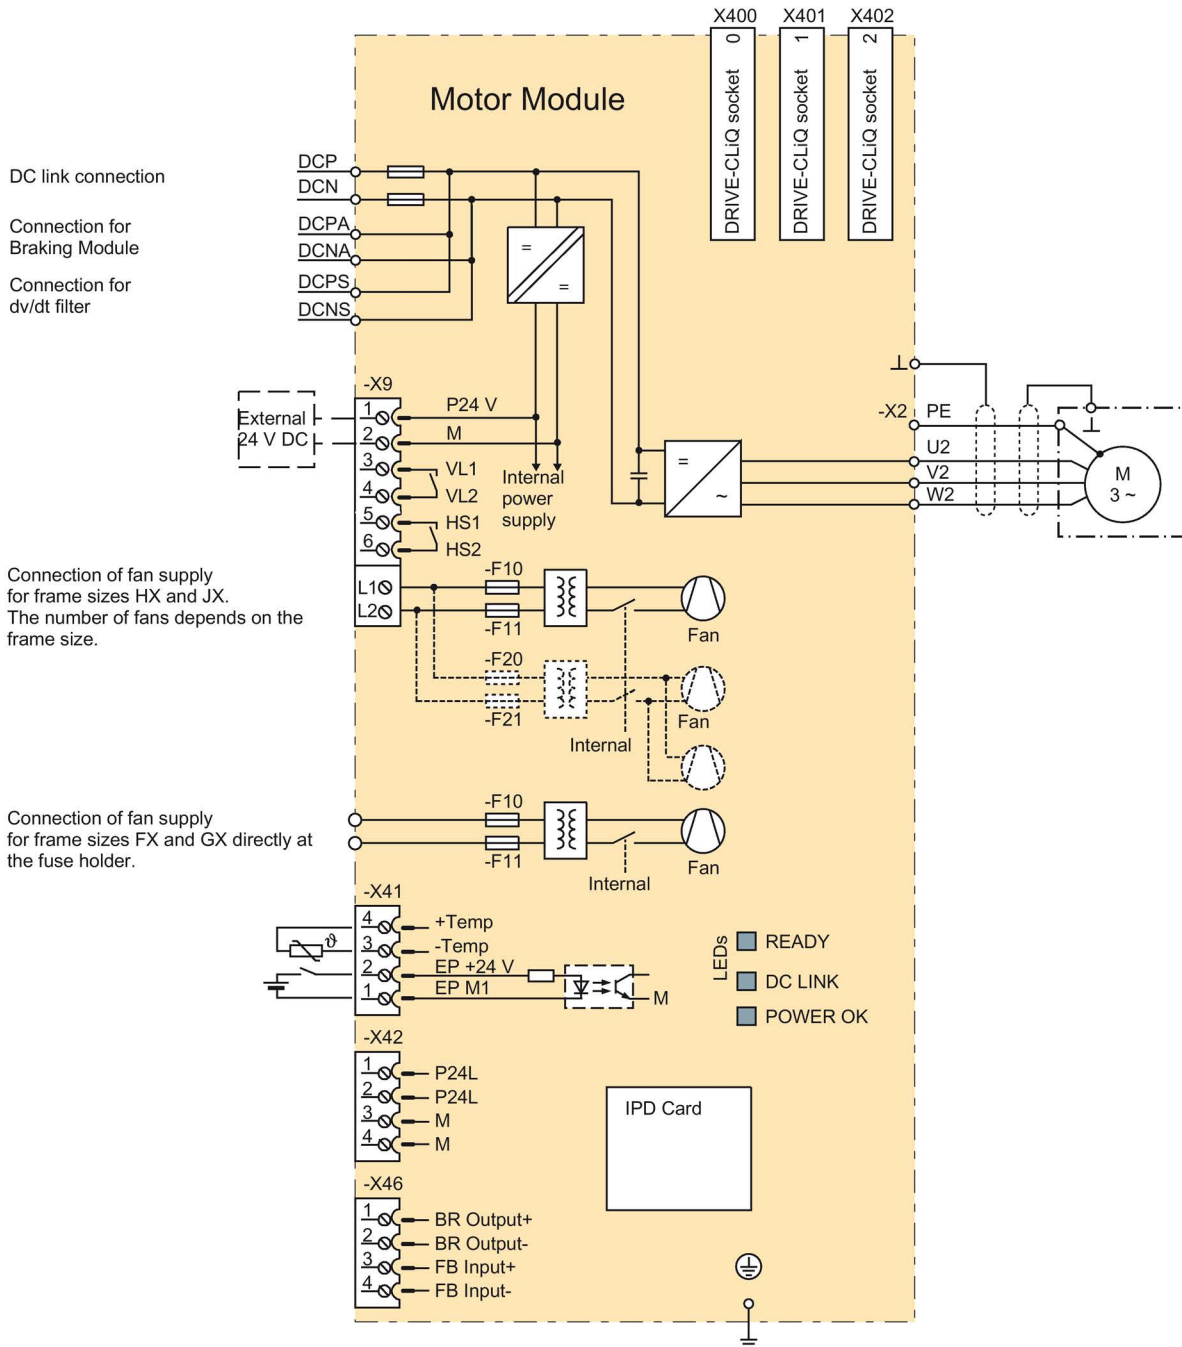 X400 X401 X402
DRIVE-CLiQ socket 0
DRIVE-CLiQ socket 1
DRIVE-CLiQ socket 2
Motor Module
DC link connection
DCP
DCN
Connection for
Braking Module
DCPA
DCNA
Connection for
dv/dt filter
DCPS
DCNS
=
=
-X9
External
24 V DC
1 P24 V
2 M
3 VL1
4 VL2
5 HS1
6 HS2
Internal
power
supply
=
~
-X2 PE
U2
V2
W2
M
3 ~
Connection of fan supply
for frame sizes HX and JX.
The number of fans depends on the
frame size.
L1
L2
-F10
-F11
Fan
-F20
-F21
Fan
Internal
Connection of fan supply
for frame sizes FX and GX directly at
the fuse holder.
-F10
-F11
Fan
Internal
-X41
ϑ
4 +Temp
3 -Temp
2 EP +24 V
1 EP M1
M
LEDs
READY
DC LINK
POWER OK
-X42
1 P24L
2 P24L
3 M
4 M
IPD Card
-X46
1 BR Output+
2 BR Output-
3 FB Input+
4 FB Input-